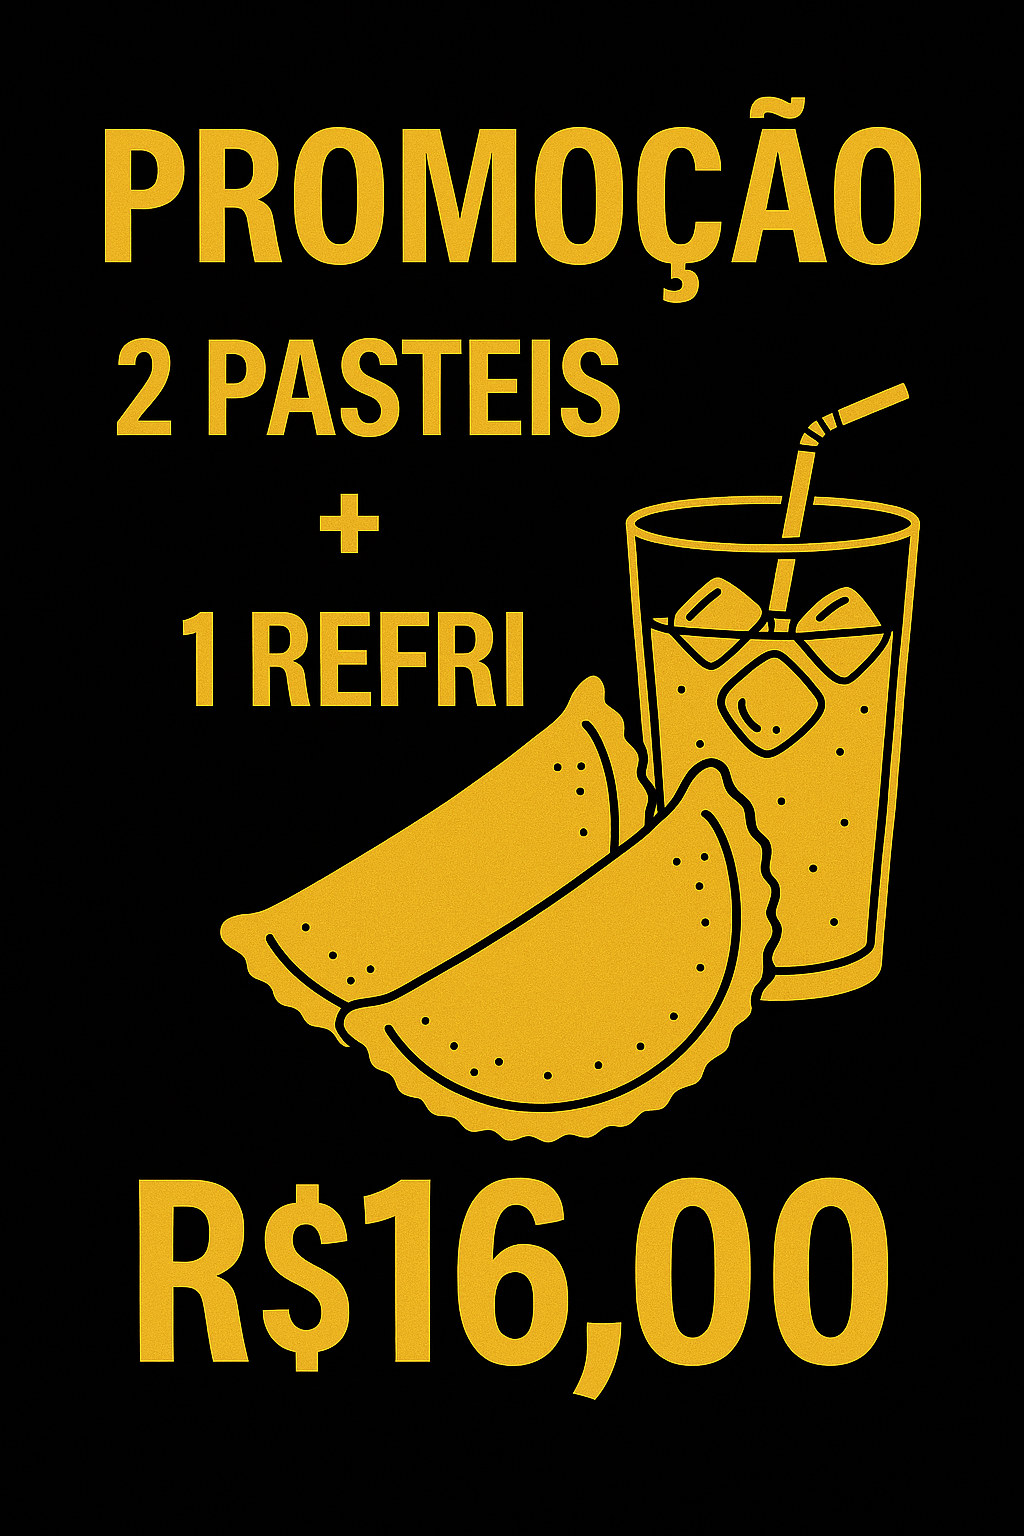 PROMOÇÃO
2 PASTEIS
+
1 REFRI
R$16,00